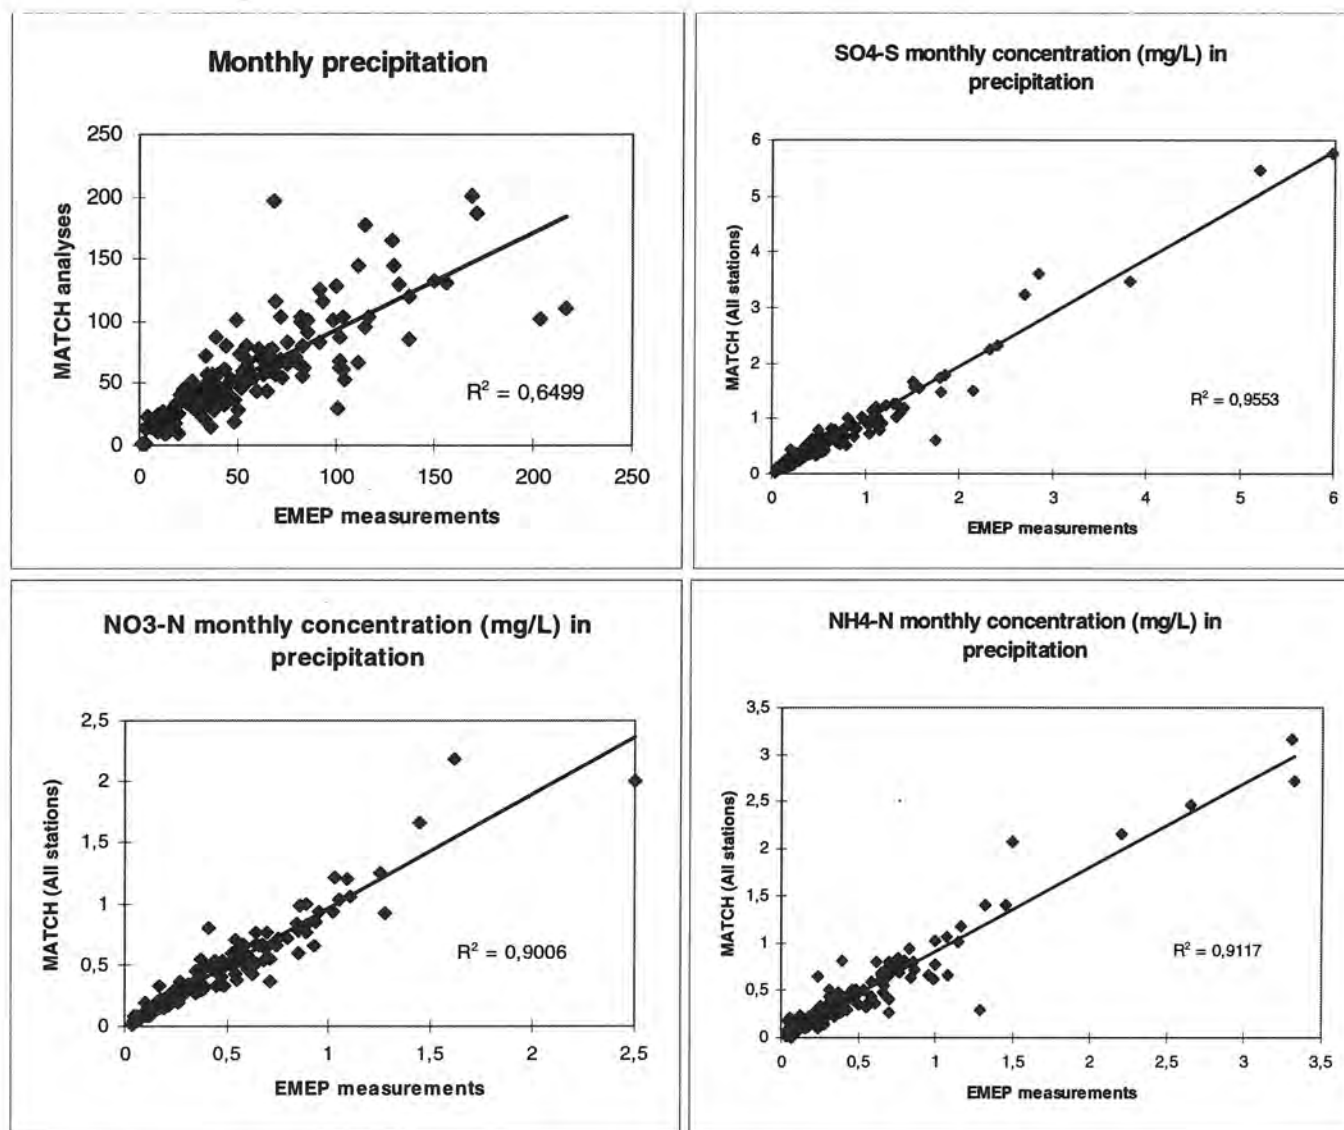 Monthly precipitation
250
200
150
100
50
0
MATCH analyses
R² = 0,6499
0 50 100 150 200 250
EMEP measurements
SO4-S monthly concentration (mg/L) in
precipitation
6
5
4
3
2
1
0
MATCH (All stations)
R² = 0,9553
0 1 2 3 4 5 6
EMEP measurements
NO3-N monthly concentration (mg/L) in
precipitation
2,5
2
1,5
1
0,5
0
MATCH (All stations)
R² = 0,9006
0 0,5 1 1,5 2 2,5
EMEP measurements
NH4-N monthly concentration (mg/L) in
precipitation
3,5
3
2,5
2
1,5
1
0,5
0
MATCH (All stations)
R² = 0,9117
0 0,5 1 1,5 2 2,5 3 3,5
EMEP measurements